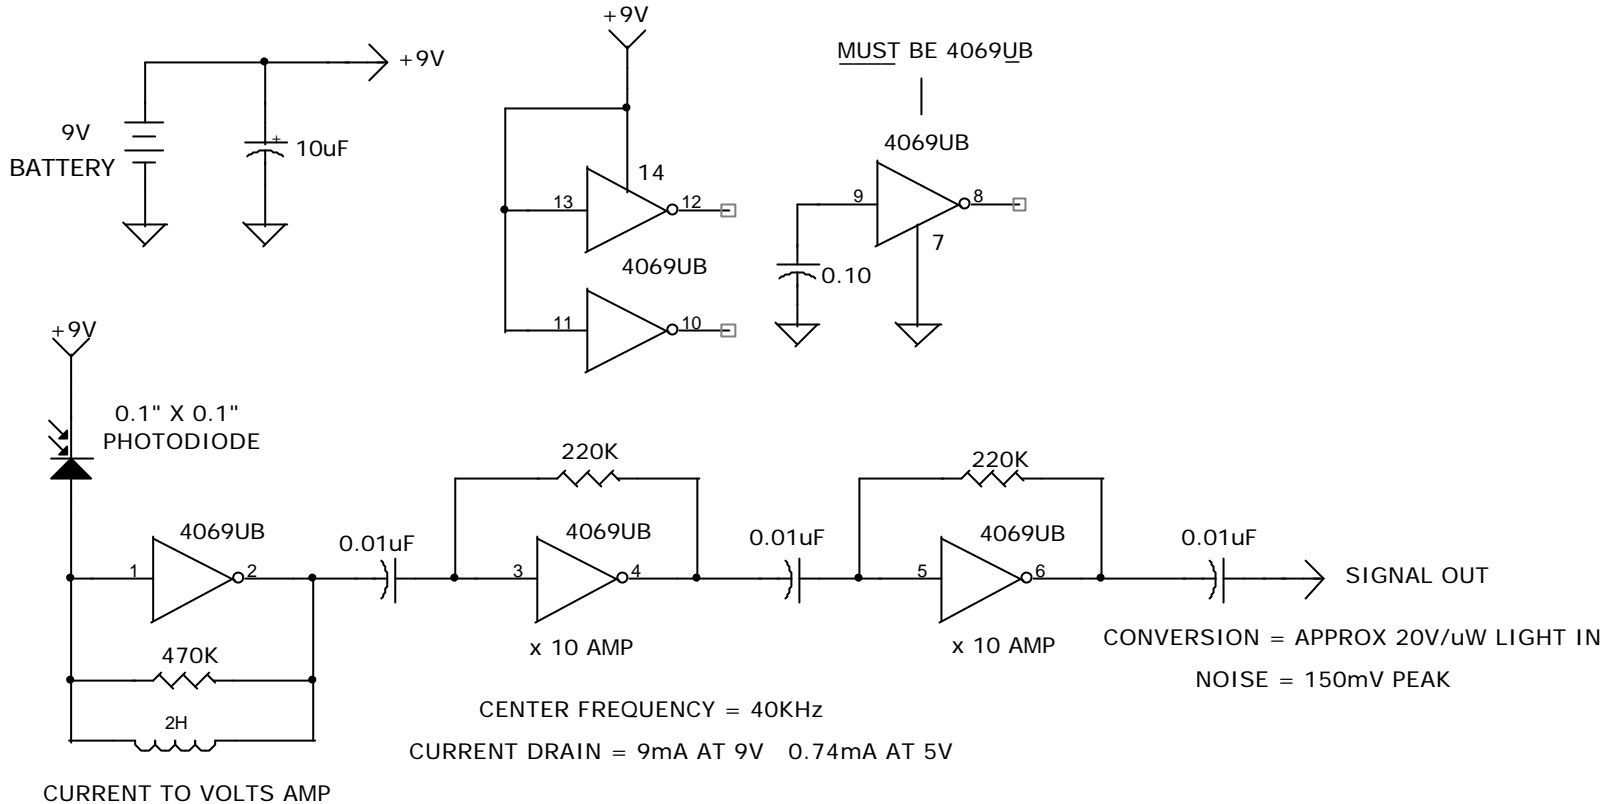 +9V
MUST BE 4069UB
+9V
9V
BATTERY
+
10uF
14
13
12
4069UB
11
10
4069UB
9
8
7
0.10
+9V
0.1" X 0.1"
PHOTODIODE
4069UB
1
2
470K
2H
CURRENT TO VOLTS AMP
0.01uF
220K
4069UB
3
4
x 10 AMP
0.01uF
220K
4069UB
5
6
x 10 AMP
0.01uF
SIGNAL OUT
CONVERSION = APPROX 20V/uW LIGHT IN
NOISE = 150mV PEAK
CENTER FREQUENCY = 40KHz
CURRENT DRAIN = 9mA AT 9V 0.74mA AT 5V